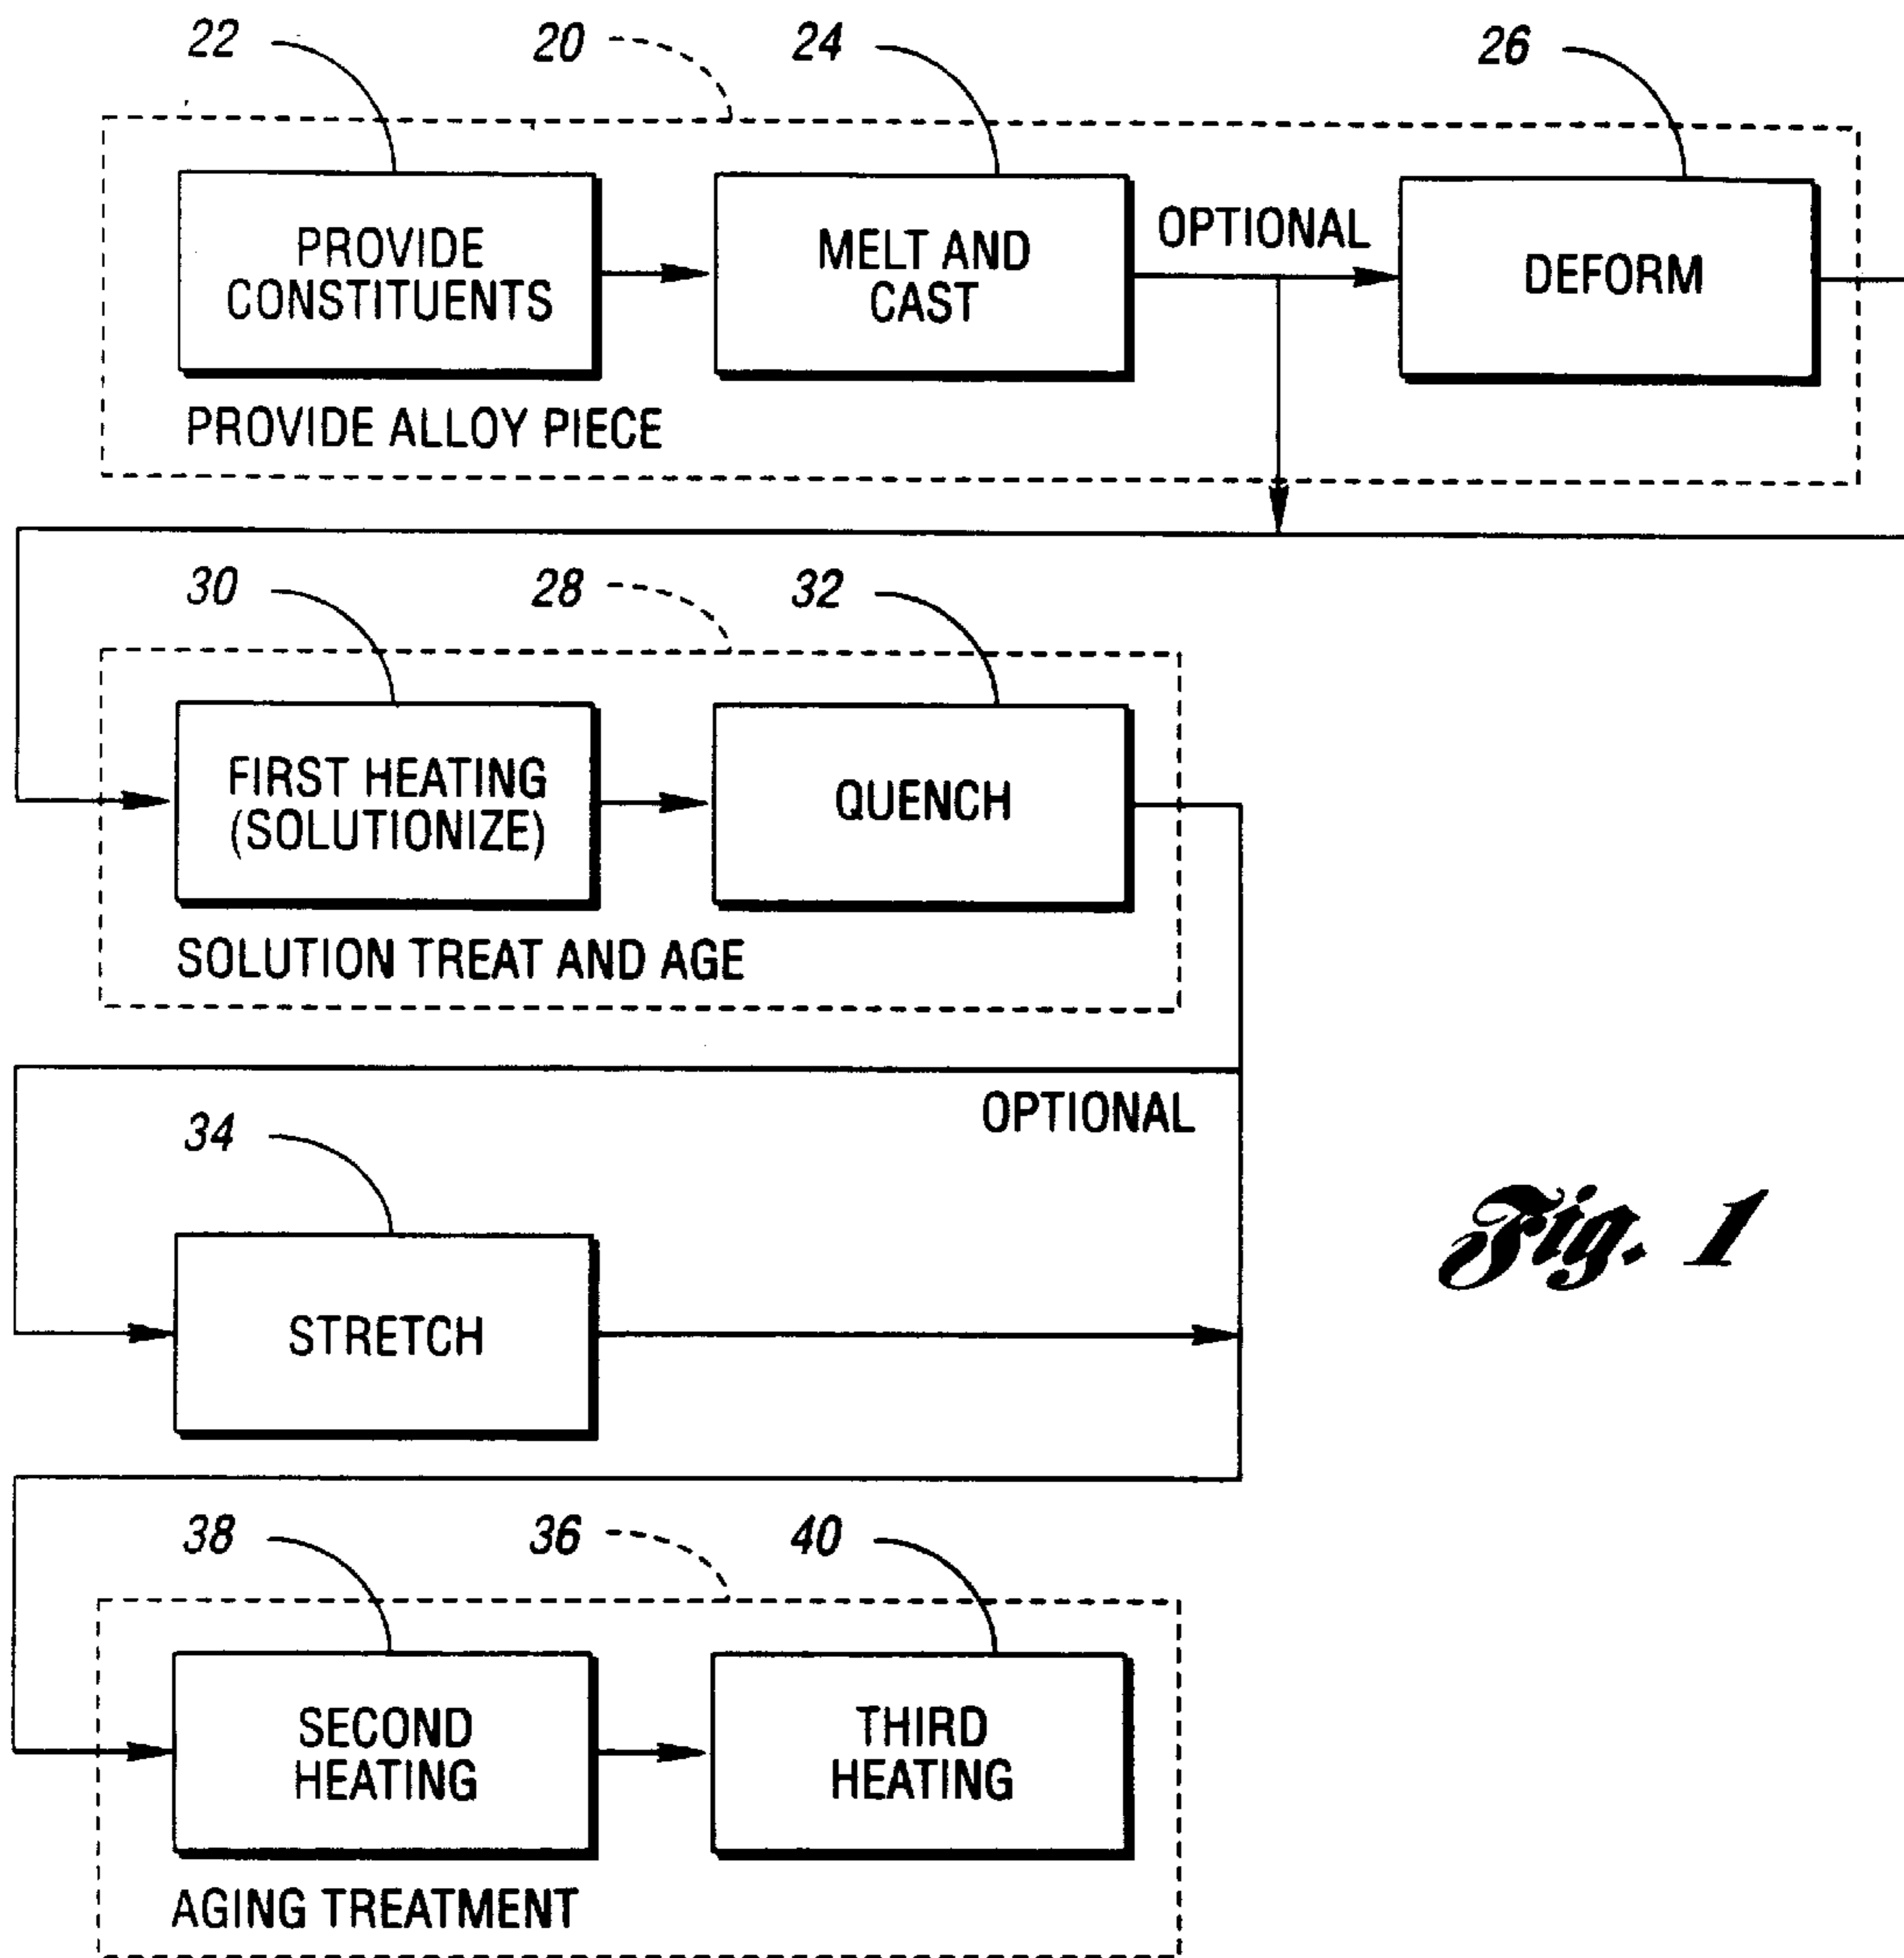 22
20
24
26
PROVIDE
CONSTITUENTS
MELT AND
CAST
OPTIONAL
DEFORM
PROVIDE ALLOY PIECE
30
28
32
FIRST HEATING
(SOLUTIONIZE)
QUENCH
SOLUTION TREAT AND AGE
OPTIONAL
34
STRETCH
Fig. 1
38
36
40
SECOND
HEATING
THIRD
HEATING
AGING TREATMENT